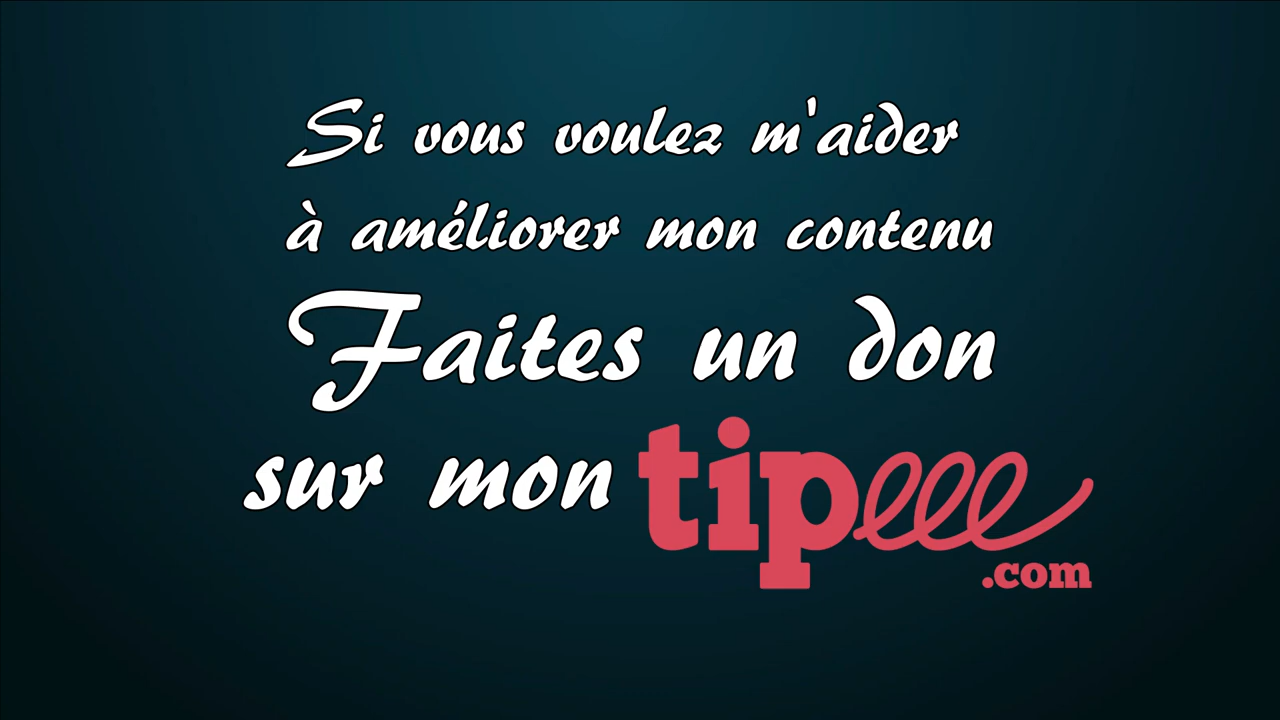 Si vous voulez m'aider
à améliorer mon contenu
Faites un don
sur mon tipeee
.com